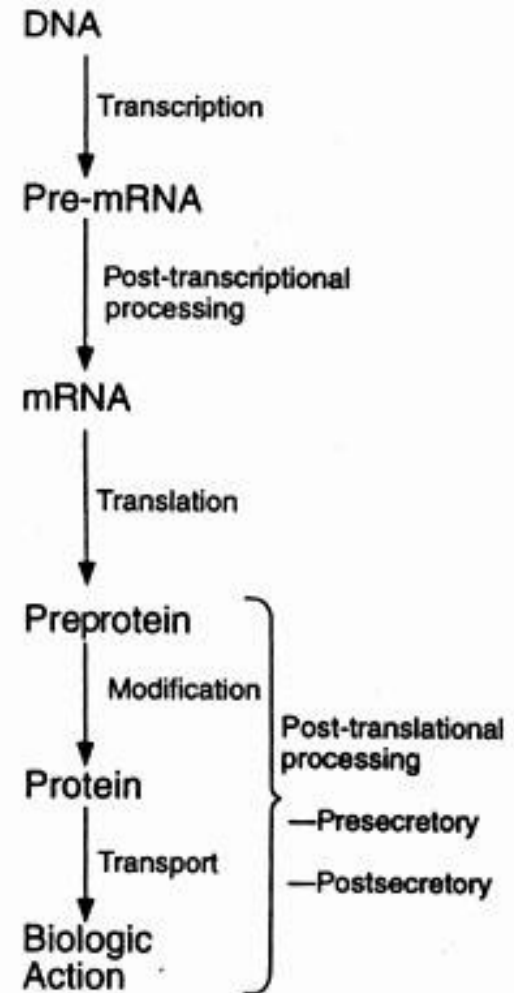 DNA
Transcription
Pre-mRNA
Post-transcriptional
processing
mRNA
Translation
Preprotein
Modification
Post-translational
processing
Protein
—Presecretory
Transport
—Postsecretory
Biologic
Action